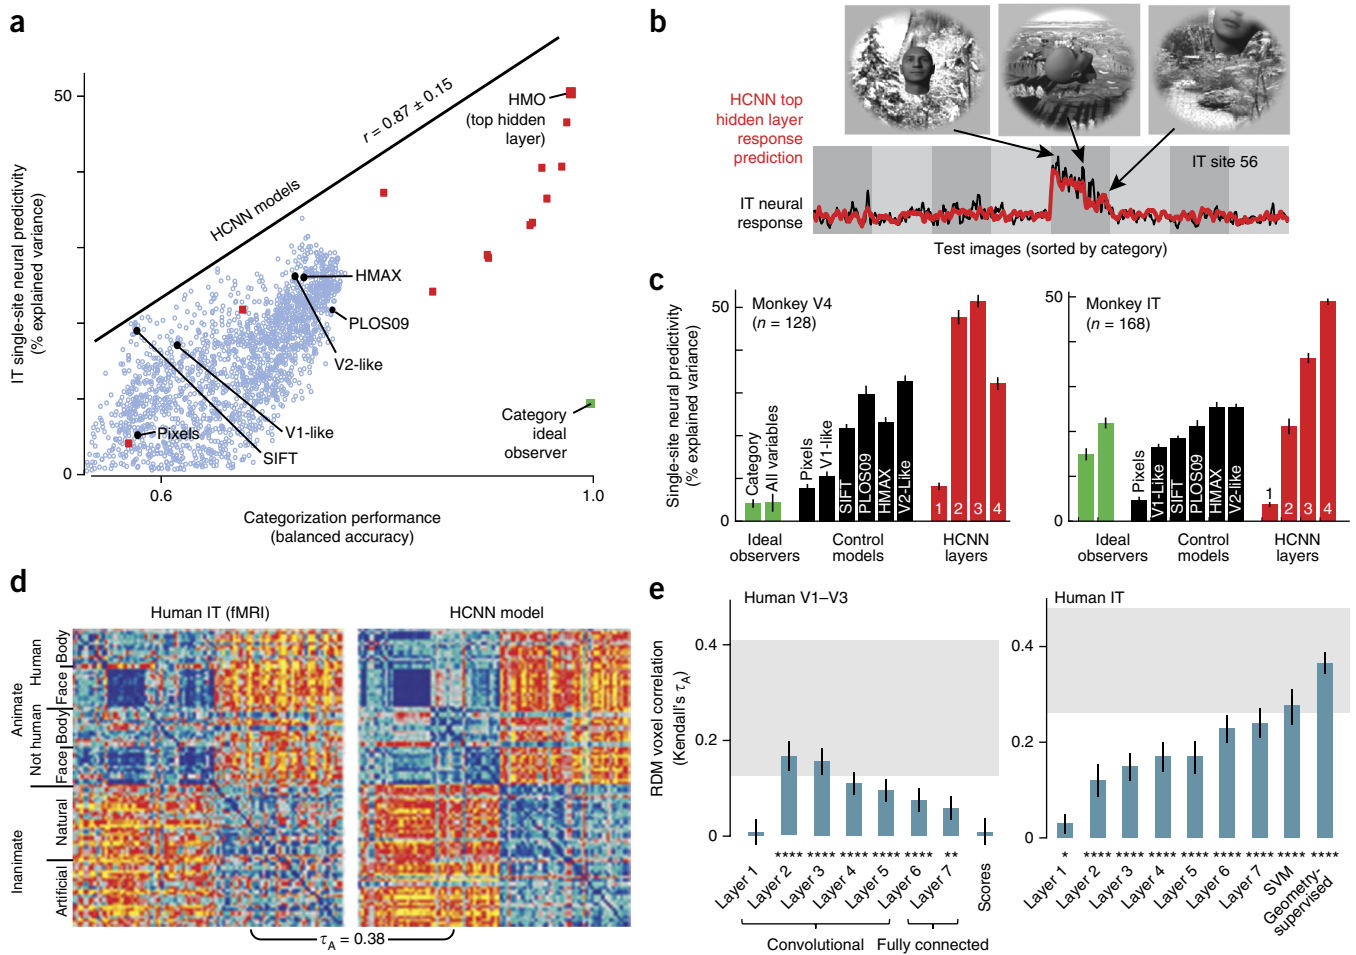 a
IT single-site neural predictivity
(% explained variance)
50
0
0.6
1.0
Categorization performance
(balanced accuracy)
HCNN models
r = 0.87 ± 0.15
HMO
(top hidden
layer)
HMAX
PLOS09
V2-like
Category
ideal
observer
Pixels
V1-like
SIFT
b
HCNN top
hidden layer
response
prediction
IT neural
response
IT site 56
Test images (sorted by category)
c
Single-site neural predictivity
(% explained variance)
50
0
Monkey V4
(n = 128)
Category
All variables
Pixels
V1-like
SIFT
PLOS09
HMAX
V2-Like
1
2
3
4
Ideal
observers
Control
models
HCNN
layers
50
0
Monkey IT
(n = 168)
Pixels
V1-Like
SIFT
PLOS09
HMAX
V2-like
1
2
3
4
Ideal
observers
Control
models
HCNN
layers
d
Human IT (fMRI)
HCNN model
Animate
Human
Not human
Body
Face
Body
Face
Inanimate
Natural
Artificial
τA = 0.38
e
RDM voxel correlation
(Kendall's τA)
Human V1–V3
0.4
0.2
0
**** **** **** **** **** **
Layer 1
Layer 2
Layer 3
Layer 4
Layer 5
Layer 6
Layer 7
Scores
Convolutional
Fully connected
Human IT
0.4
0.2
0
* **** **** **** **** **** **** **** ****
Layer 1
Layer 2
Layer 3
Layer 4
Layer 5
Layer 6
Layer 7
SVM
Geometry-
supervised